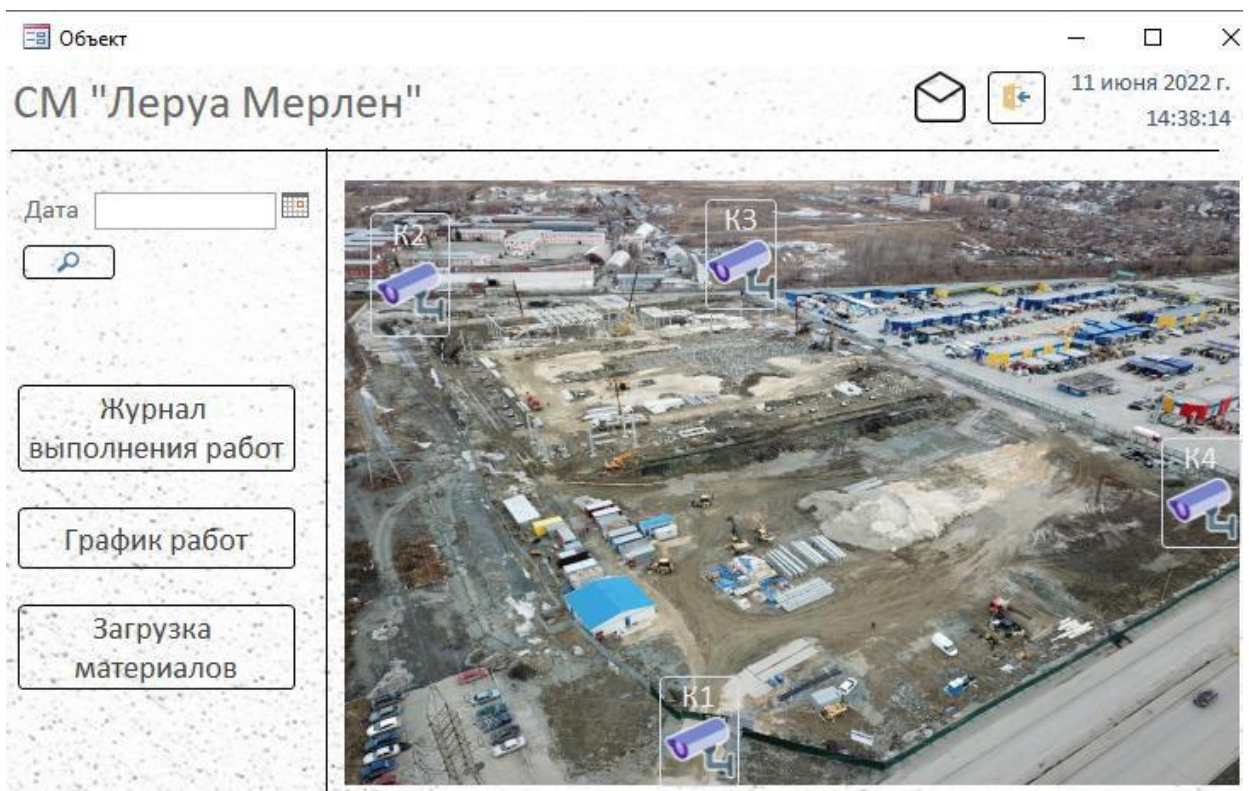 Объект
СМ "Леруа Мерлен"
11 июня 2022 г.
14:38:14
Дата
К2
К3
К4
К1
Журнал
выполнения работ
График работ
Загрузка
материалов